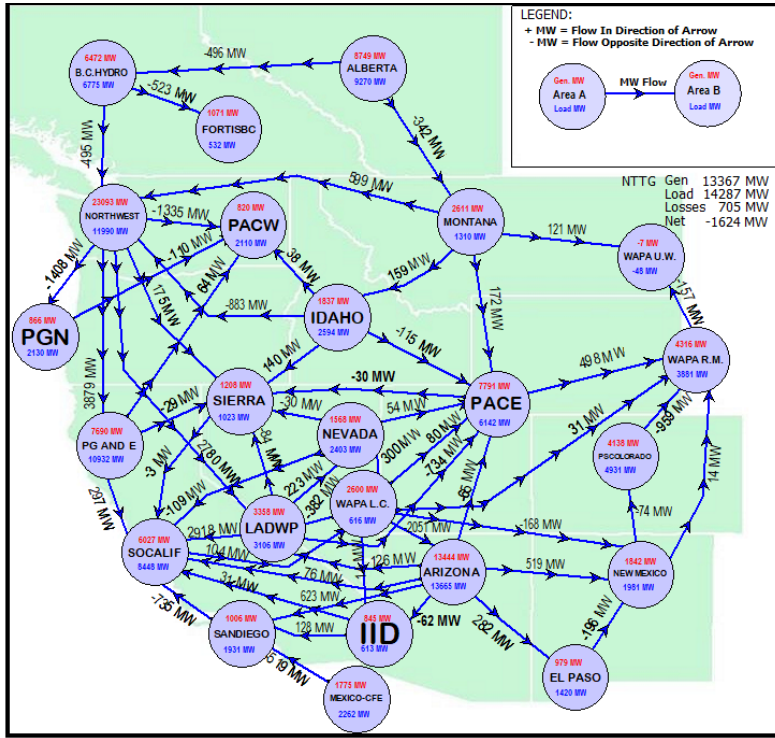 LEGEND:
+ MW = Flow In Direction of Arrow
- MW = Flow Opposite Direction of Arrow
Gen. MW
Area A
Load MW
MW Flow
Gen. MW
Area B
Load MW
NTTG Gen 13367 MW
Load 14287 MW
Losses 705 MW
Net -1624 MW
6472 MW
B.C.HYDRO
6775 MW
-496 MW
8749 MW
ALBERTA
9270 MW
-523 MW
1071 MW
FORTISBC
532 MW
-495 MW
-342 MW
599 MW
23093 MW
NORTHWEST
11990 MW
-1335 MW
820 MW
PACW
2110 MW
2611 MW
MONTANA
1310 MW
121 MW
-7 MW
WAPA U.W.
-48 MW
-1408 MW
-110 MW
64 MW
38 MW
159 MW
172 MW
-157 MW
175 MW
-883 MW
1837 MW
IDAHO
2594 MW
866 MW
PGN
2130 MW
-115 MW
140 MW
498 MW
4316 MW
WAPA R.M.
3881 MW
3879 MW
1208 MW
SIERRA
1023 MW
-30 MW
7791 MW
PACE
6142 MW
29 MW
-30 MW
54 MW
1568 MW
NEVADA
2403 MW
300 MW
80 MW
31 MW
-959 MW
7690 MW
PG AND E
10932 MW
-3 MW
2780 MW
-84 MW
-734 MW
4138 MW
PSCOLORADO
4931 MW
14 MW
297 MW
-109 MW
223 MW
-382 MW
2600 MW
WAPA L.C.
616 MW
-74 MW
2918 MW
3358 MW
LADWP
3106 MW
2051 MW
-168 MW
6027 MW
SOCALIF
8448 MW
104 MW
76 MW
126 MW
13444 MW
ARIZONA
13665 MW
519 MW
1842 MW
NEW MEXICO
1981 MW
31 MW
623 MW
-735 MW
1006 MW
SANDIEGO
1931 MW
128 MW
845 MW
IID
613 MW
-62 MW
282 MW
-196 MW
979 MW
EL PASO
1420 MW
-519 MW
1775 MW
MEXICO-CFE
2262 MW